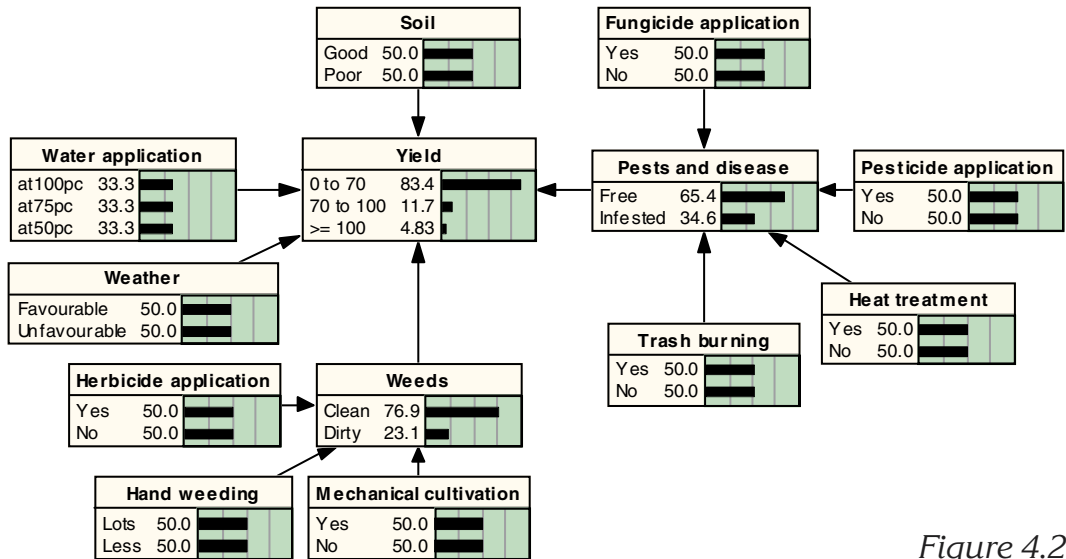 Soil
Good 50.0
Poor 50.0
Fungicide application
Yes 50.0
No 50.0
Water application
at100pc 33.3
at75pc 33.3
at50pc 33.3
Yield
0 to 70 83.4
70 to 100 11.7
>= 100 4.83
Pests and disease
Free 65.4
Infested 34.6
Pesticide application
Yes 50.0
No 50.0
Weather
Favourable 50.0
Unfavourable 50.0
Heat treatment
Yes 50.0
No 50.0
Trash burning
Yes 50.0
No 50.0
Herbicide application
Yes 50.0
No 50.0
Weeds
Clean 76.9
Dirty 23.1
Hand weeding
Lots 50.0
Less 50.0
Mechanical cultivation
Yes 50.0
No 50.0
Figure 4.2